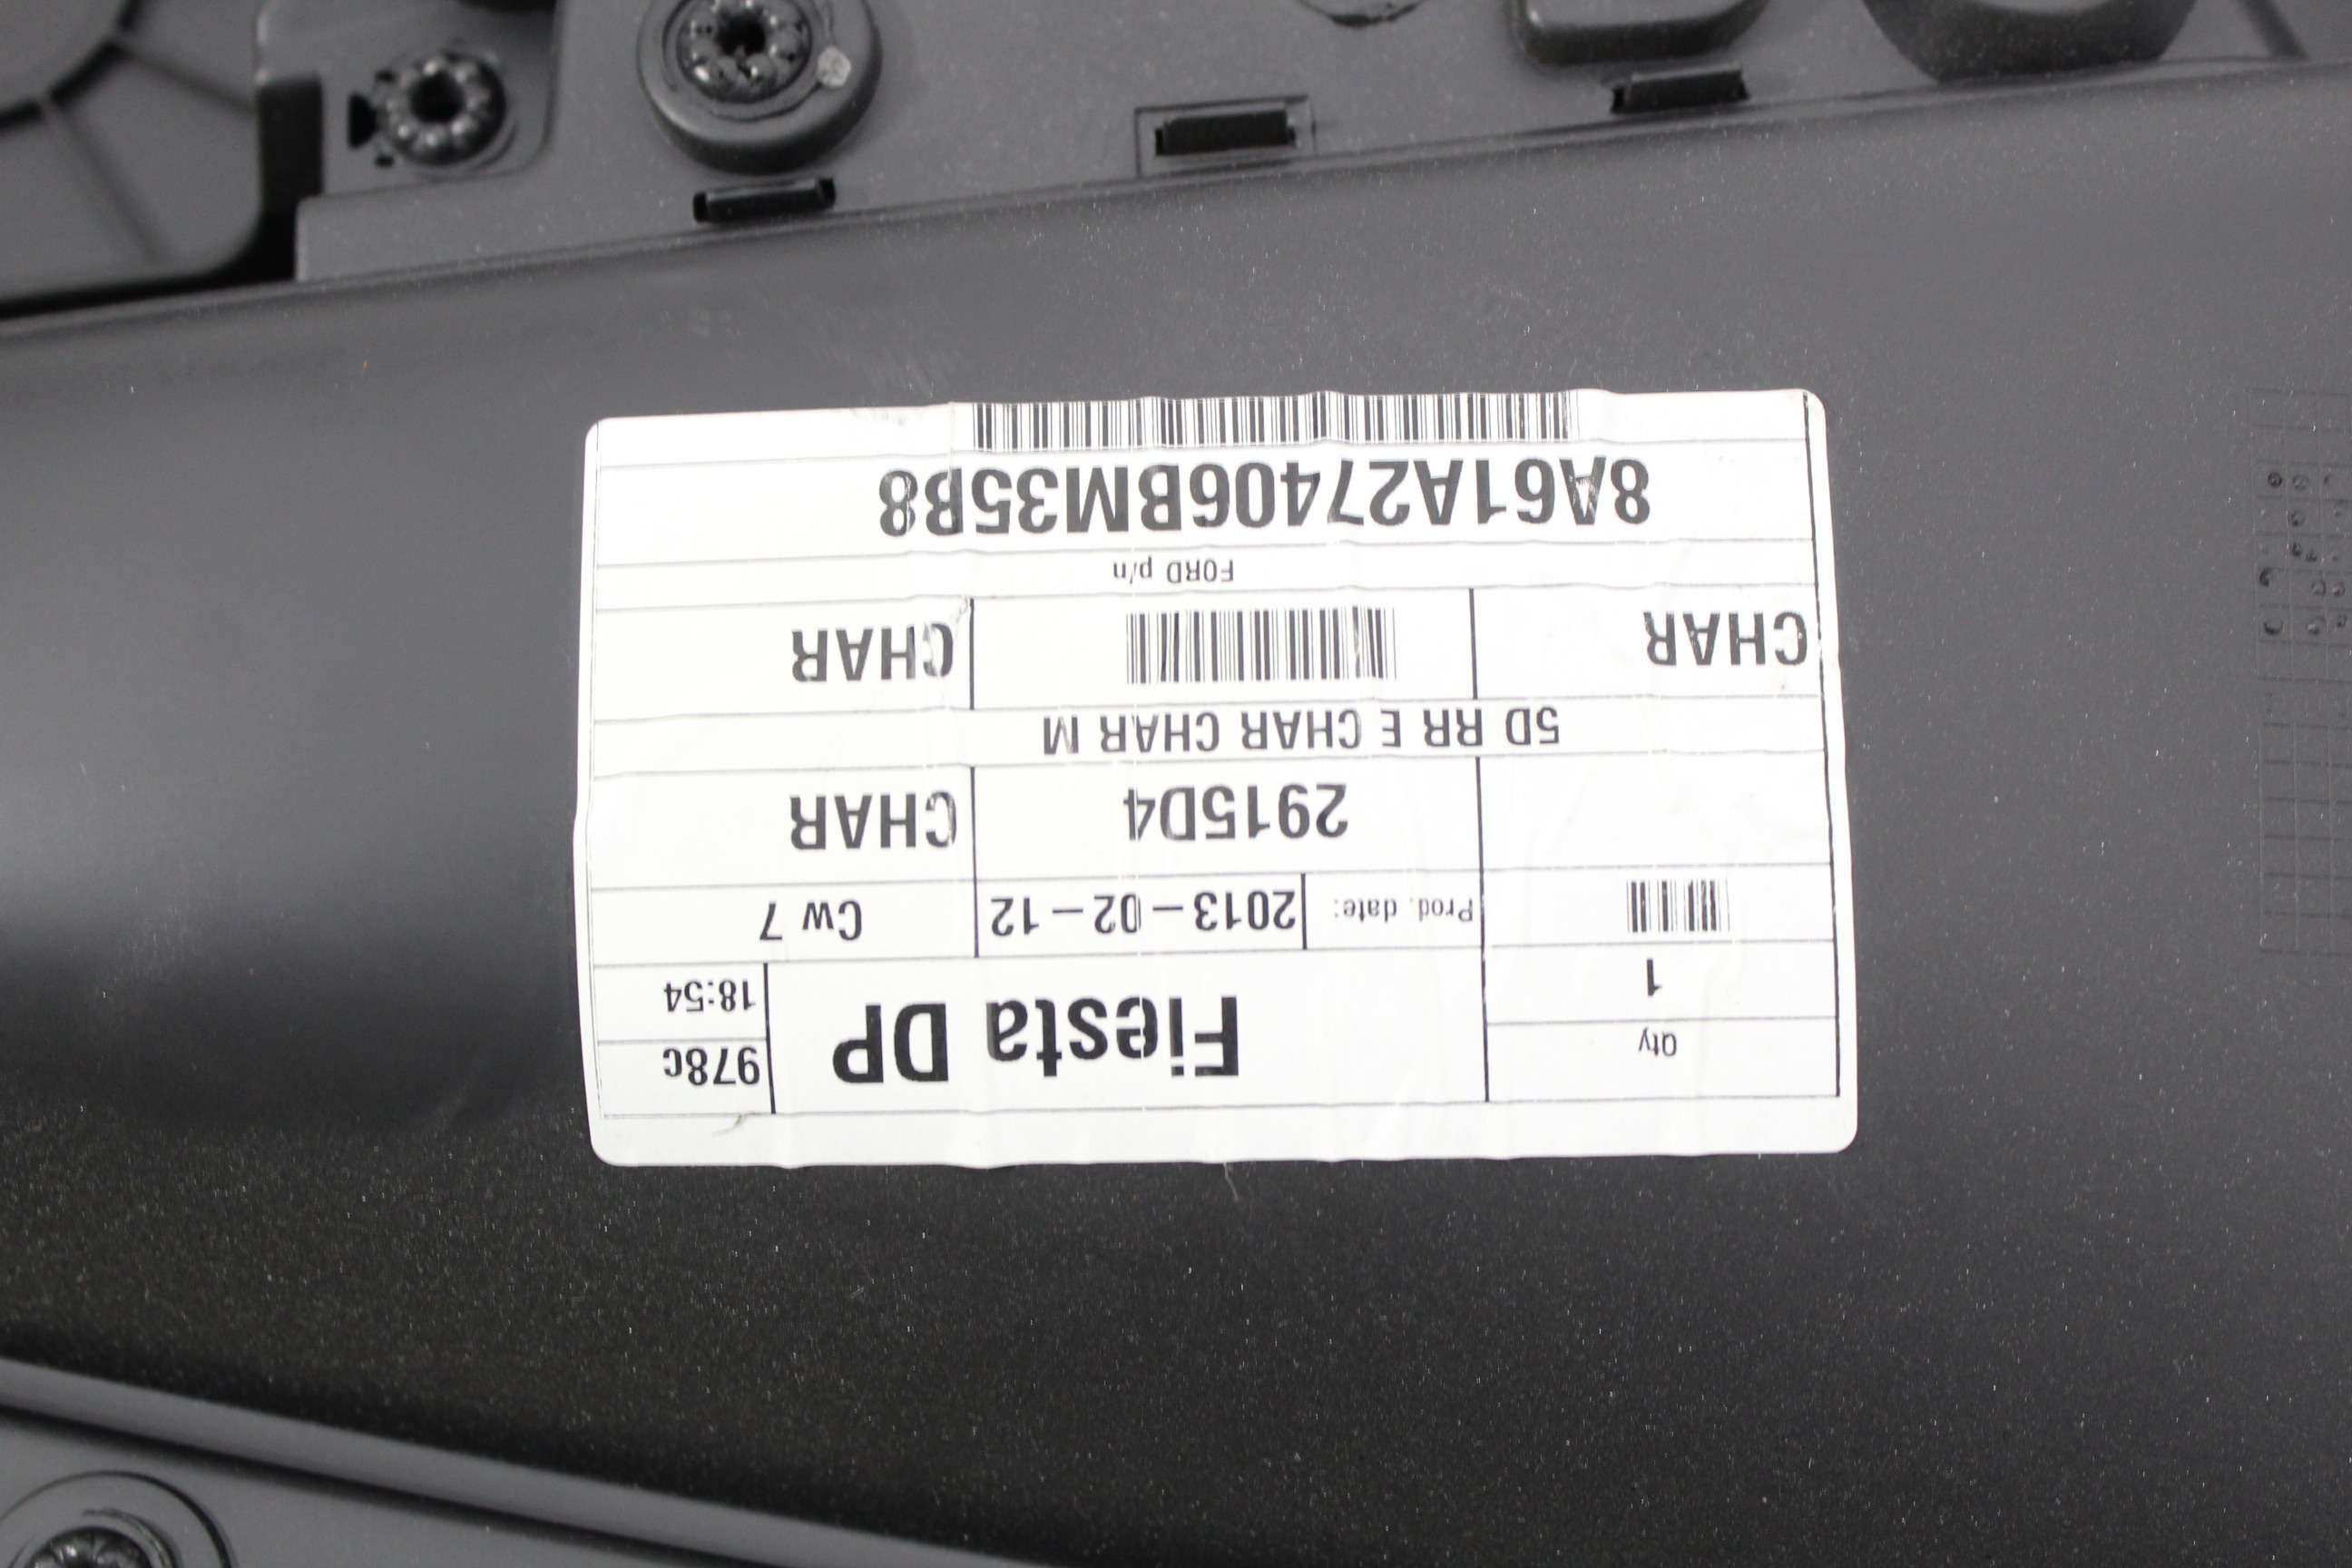 Qty
Fiesta DP
978c
1
18:54
Prod. date: 2013-02-12 Cw 7
2915D4 CHAR
5D RR E CHAR CHAR M
CHAR CHAR
FORD p/n
8A61A27406BM35B8